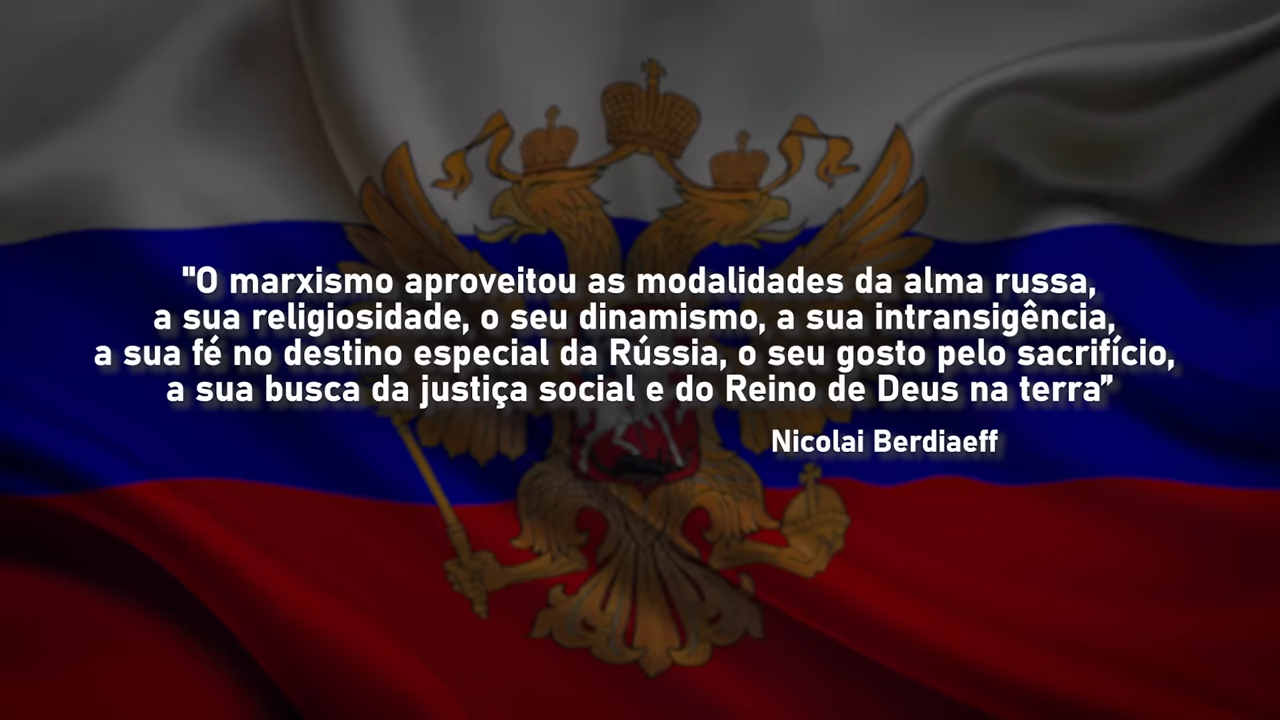 "O marxismo aproveitou as modalidades da alma russa,
a sua religiosidade, o seu dinamismo, a sua intransigência,
a sua fé no destino especial da Rússia, o seu gosto pelo sacrifício,
a sua busca da justiça social e do Reino de Deus na terra”
Nicolai Berdiaeff